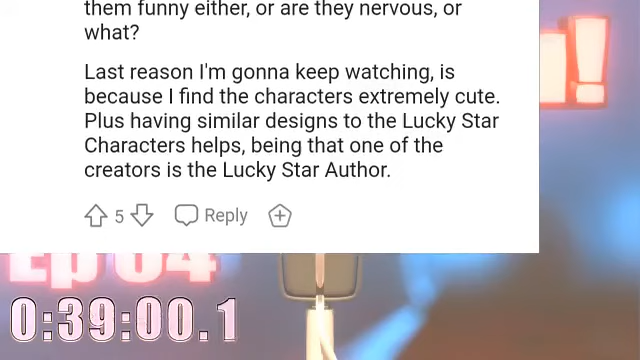 them funny either, or are they nervous, or
what?
Last reason I'm gonna keep watching, is
because I find the characters extremely cute.
Plus having similar designs to the Lucky Star
Characters helps, being that one of the
creators is the Lucky Star Author.
5 Reply
!
Ep 04
0:39:00.1